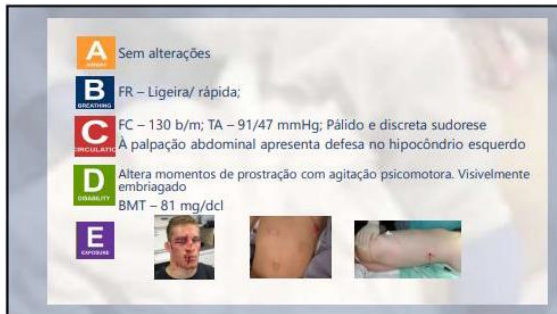 A
AIRWAY
Sem alterações
B
BREATHING
FR – Ligeira/ rápida;
C
CIRCULATIC
FC – 130 b/m; TA – 91/47 mmHg; Pálido e discreta sudorese
À palpação abdominal apresenta defesa no hipocôndrio esquerdo
D
DISABILITY
Altera momentos de prostração com agitação psicomotora. Visivelmente
embriagado
BMT – 81 mg/dcl
E
EXPOSURE